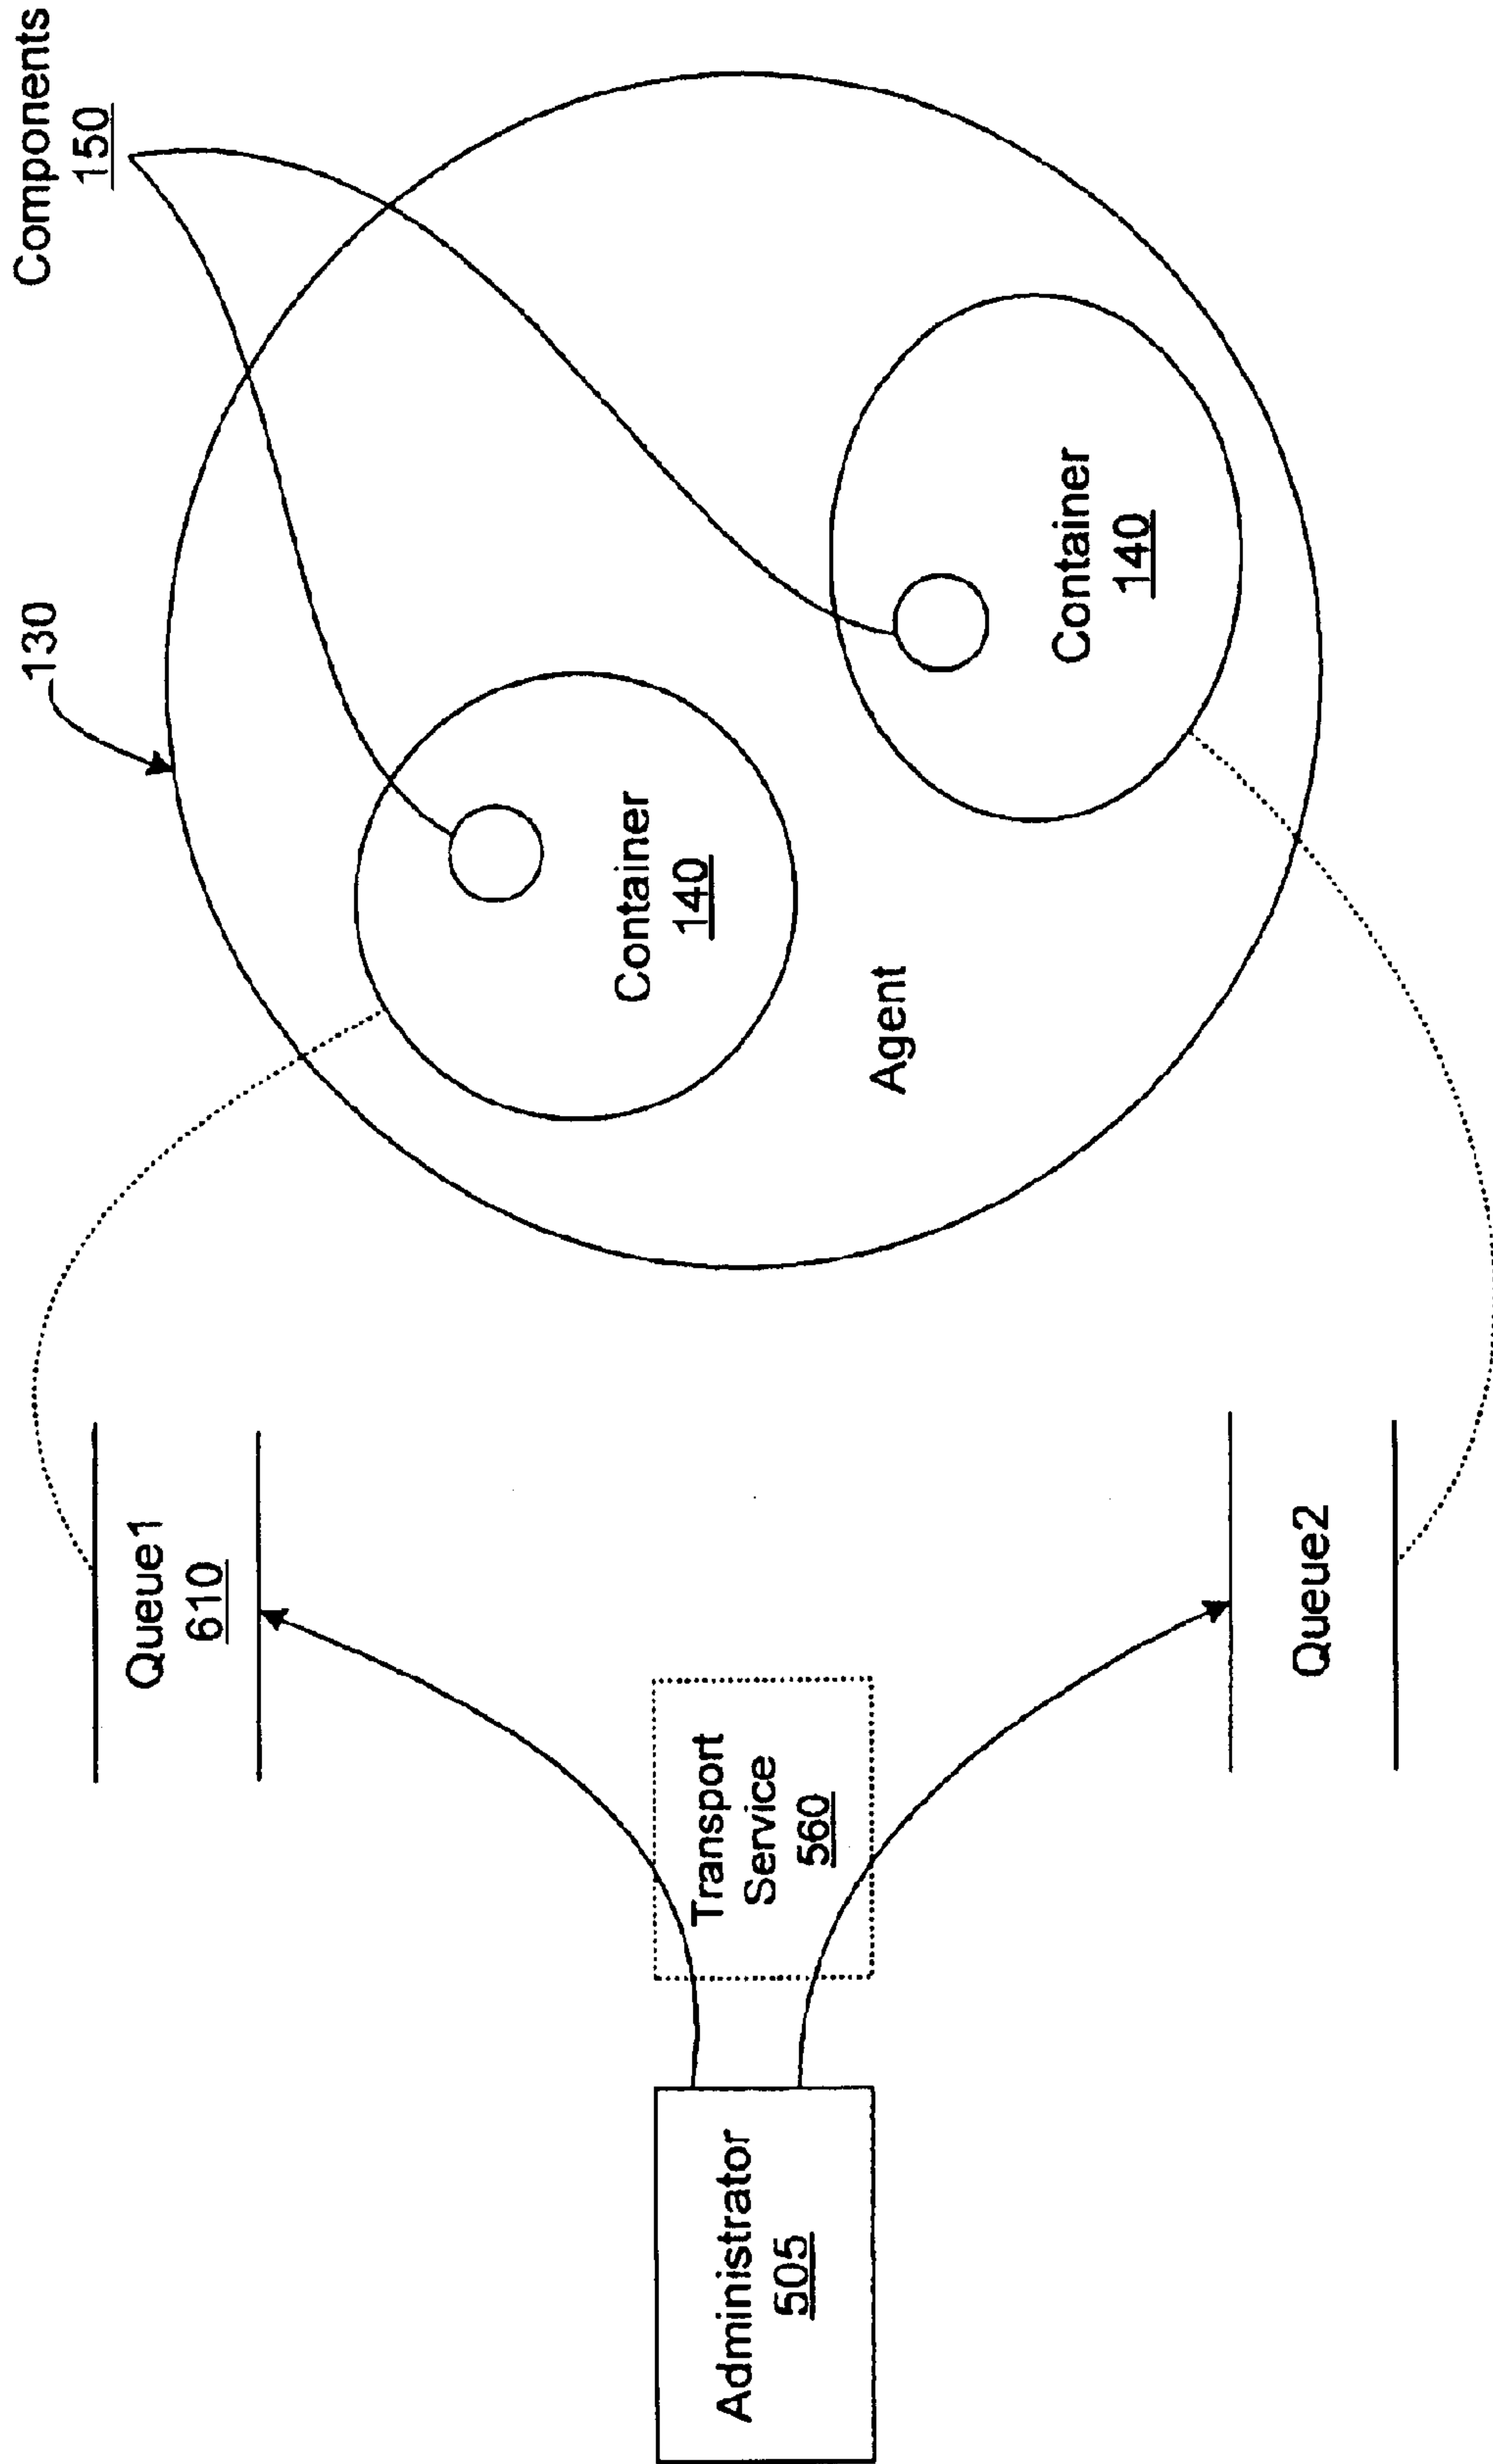 Components
150
130
Container
140
Container
140
Agent
Queue1
610
Transport
Service
560
Administrator
505
Queue2